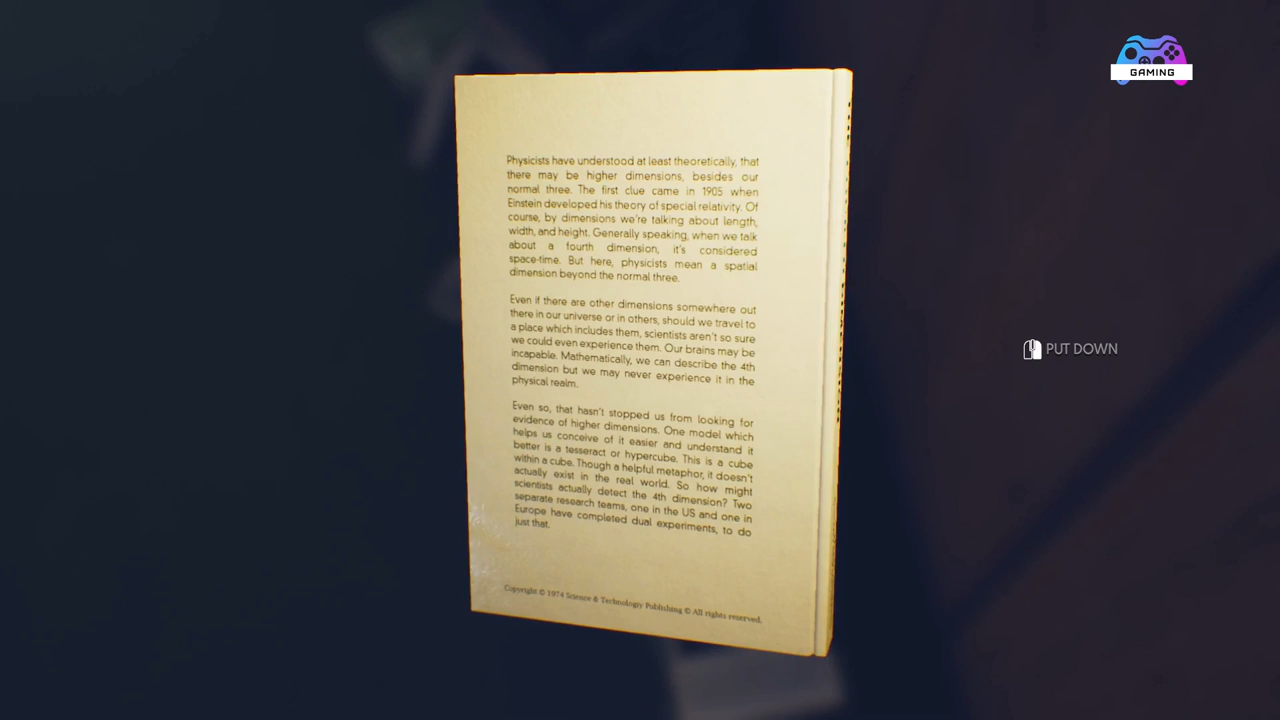 GAMING
Physicists have understood at least theoretically, that
there may be higher dimensions, besides our
normal three. The first clue came in 1905 when
Einstein developed his theory of special relativity. Of
course, by dimensions we're talking about length,
width, and height. Generally speaking, when we talk
about a fourth dimension, it's considered
space-time. But here, physicists mean a spatial
dimension beyond the normal three.
Even if there are other dimensions somewhere out
there in our universe or in others, should we travel to
a place which includes them, scientists aren't so sure
we could even experience them. Our brains may be
incapable. Mathematically, we can describe the 4th
dimension but we may never experience it in the
physical realm.
Even so, that hasn't stopped us from looking for
evidence of higher dimensions. One model which
helps us conceive of it easier and understand it
better is a tesseract or hypercube. This is a cube
within a cube. Though a helpful metaphor, it doesn't
actually exist in the real world. So how might
scientists actually detect the 4th dimension? Two
separate research teams, one in the US and one in
Europe have completed dual experiments, to do
just that.
Copyright © 1974 Science & Technologiy Publishing © All rights reserved.
PUT DOWN